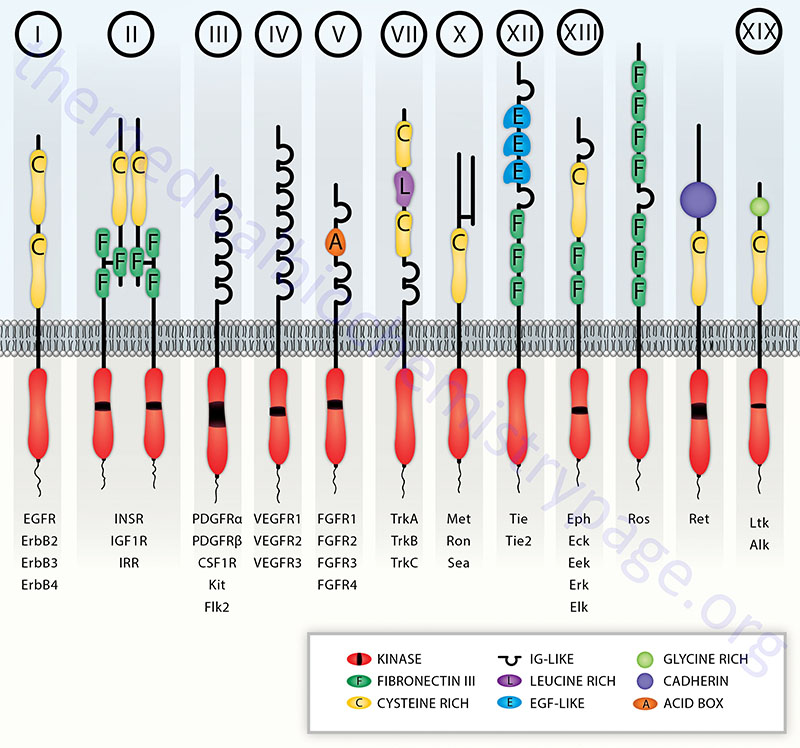 I II III IV V VII X XII XIII XIX
themedicalbiochemistrypage.org
C
C
C C
F F
F F
F F
A
C
L
C
C
E
E
E
F
F
F
C
F
F
F
F
F
F
F
F
F
C
C
EGFR
ErbB2
ErbB3
ErbB4
INSR
IGF1R
IRR
PDGFRα
PDGFRβ
CSF1R
Kit
Flk2
VEGFR1
VEGFR2
VEGFR3
FGFR1
FGFR2
FGFR3
FGFR4
TrkA
TrkB
TrkC
Met
Ron
Sea
Tie
Tie2
Eph
Eck
Eek
Erk
Elk
Ros
Ret
Ltk
Alk
KINASE
F FIBRONECTIN III
C CYSTEINE RICH
IG-LIKE
L LEUCINE RICH
E EGF-LIKE
GLYCINE RICH
CADHERIN
A ACID BOX